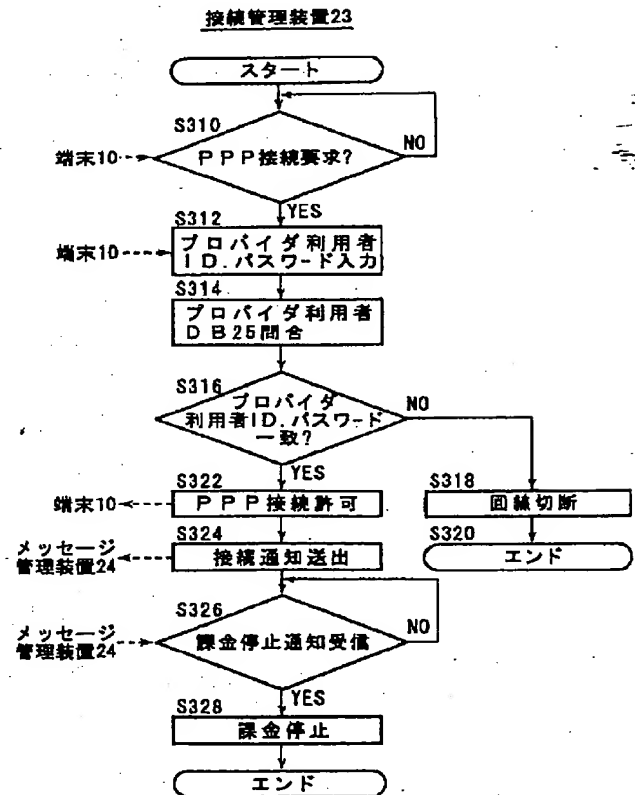 接続管理装置23
スタート
S310
端末10
PPP接続要求?
NO
YES
S312
端末10
プロバイダ利用者
ID.パスワード入力
S314
プロバイダ利用者
DB25問合
S316
プロバイダ
利用者ID.パスワード
一致?
NO
YES
S322
端末10
PPP接続許可
S318
回線切断
S324
メッセージ
管理装置24
接続通知送出
S320
エンド
S326
メッセージ
管理装置24
課金停止通知受信
NO
YES
S328
課金停止
エンド